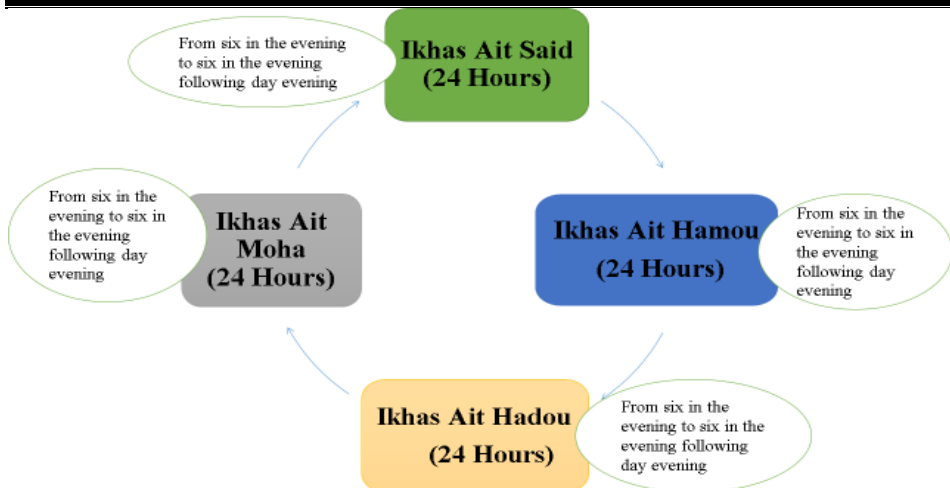 From six in the evening
to six in the evening
following day evening
Ikhas Ait Said
(24 Hours)
From six in the
evening to six in
the evening
following day
evening
Ikhas Ait
Moha
(24 Hours)
Ikhas Ait Hamou
(24 Hours)
From six in the
evening to six in
the evening
following day
evening
Ikhas Ait Hadou
(24 Hours)
From six in the
evening to six in the
evening following
day evening